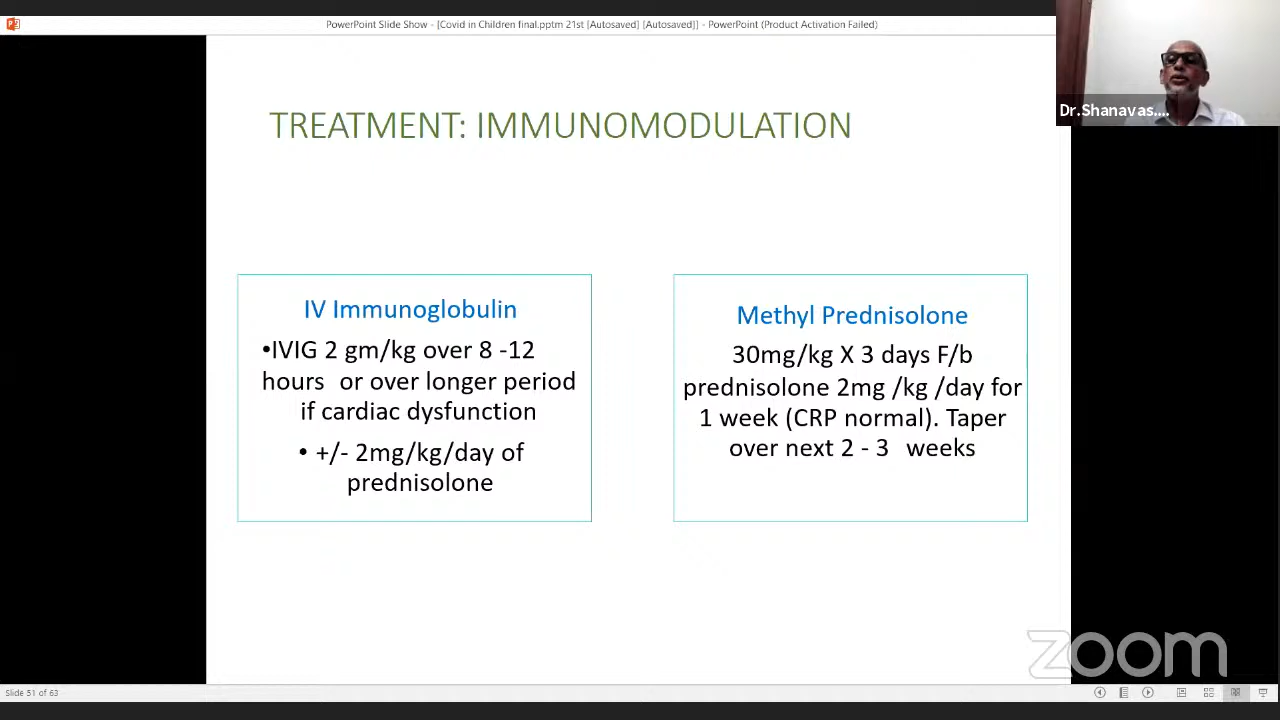 PowerPoint Slide Show - [Covid in Children final.pptm 21st [Autosaved] [Autosaved]] - PowerPoint (Product Activation Failed)
Dr.Shanavas....
TREATMENT: IMMUNOMODULATION
IV Immunoglobulin
•IVIG 2 gm/kg over 8 -12
hours or over longer period
if cardiac dysfunction
• +/- 2mg/kg/day of
prednisolone
Methyl Prednisolone
30mg/kg X 3 days F/b
prednisolone 2mg /kg /day for
1 week (CRP normal). Taper
over next 2 - 3 weeks
zoom
Slide 51 of 63